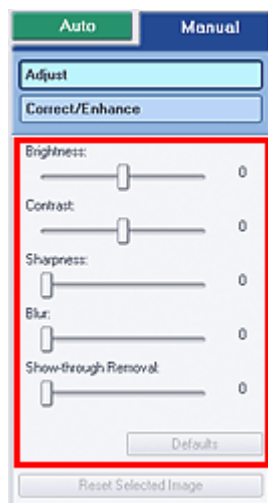 Auto
Manual
Adjust
Correct/Enhance
Brightness:
0
Contrast:
0
Sharpness:
0
Blur:
0
Show-through Removal:
0
Defaults
Reset Selected Image